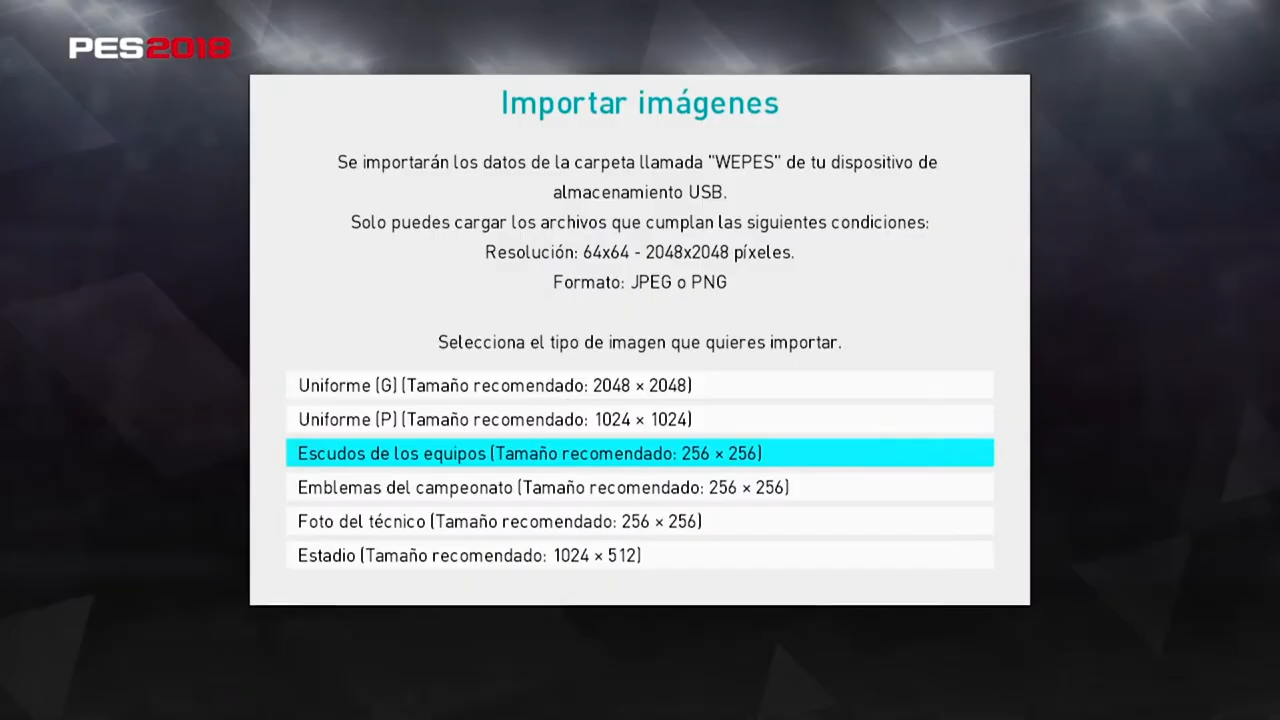 PES2018
Importar imágenes
Se importarán los datos de la carpeta llamada "WEPES" de tu dispositivo de
almacenamiento USB.
Solo puedes cargar los archivos que cumplan las siguientes condiciones:
Resolución: 64x64 - 2048x2048 píxeles.
Formato: JPEG o PNG
Selecciona el tipo de imagen que quieres importar.
Uniforme (G) (Tamaño recomendado: 2048 × 2048)
Uniforme (P) (Tamaño recomendado: 1024 × 1024)
Escudos de los equipos (Tamaño recomendado: 256 × 256)
Emblemas del campeonato (Tamaño recomendado: 256 × 256)
Foto del técnico (Tamaño recomendado: 256 × 256)
Estadio (Tamaño recomendado: 1024 × 512)